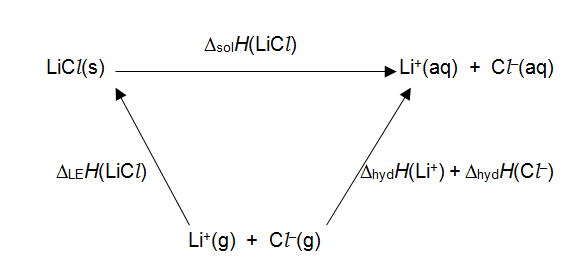 ΔsolH(LiCl)
LiCl(s) Li⁺(aq) + Cl⁻(aq)
ΔLEH(LiCl) ΔhydH(Li⁺) + ΔhydH(Cl⁻)
Li⁺(g) + Cl⁻(g)